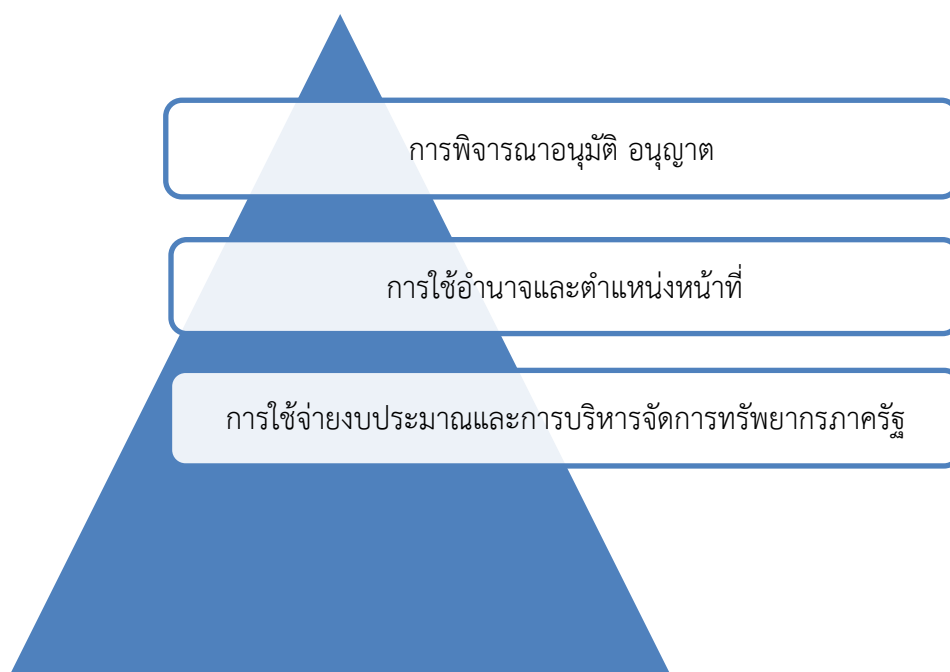 การพิจารณาอนุมัติ อนุญาต
การใช้อำนาจและตำแหน่งหน้าที่
การใช้จ่ายงบประมาณและการบริหารจัดการทรัพยากรภาครัฐ